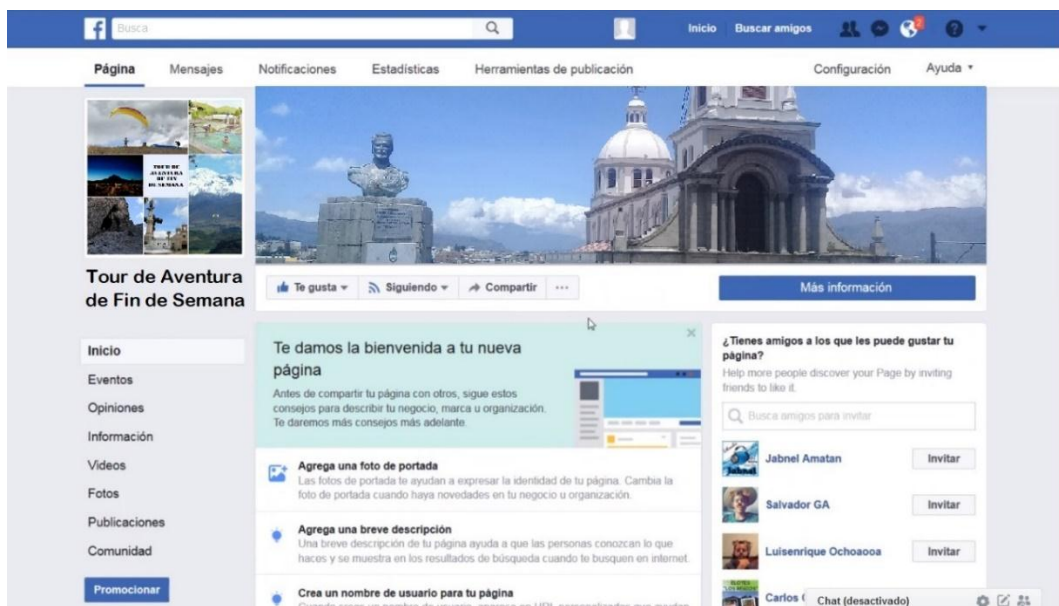 Busca
Inicio
Buscar amigos
2
Página
Mensajes
Notificaciones
Estadísticas
Herramientas de publicación
Configuración
Ayuda
TOUR DE
AVENTURA
DE FIN
DE SEMANA
Tour de Aventura
de Fin de Semana
Te gusta
Siguiendo
Compartir
Más información
Inicio
Eventos
Opiniones
Información
Videos
Fotos
Publicaciones
Comunidad
Promocionar
Te damos la bienvenida a tu nueva
página
Antes de compartir tu página con otros, sigue estos
consejos para describir tu negocio, marca u organización.
Te daremos más consejos más adelante
Agrega una foto de portada
Las fotos de portada te ayudan a expresar la identidad de tu página. Cambia la
foto de portada cuando haya novedades en tu negocio u organización.
Agrega una breve descripción
Una breve descripción de tu página ayuda a que las personas conozcan lo que
haces y se muestra en los resultados de búsqueda cuando te busquen en internet.
Crea un nombre de usuario para tu página
¿Tienes amigos a los que les puede gustar tu
página?
Help more people discover your Page by inviting
friends to like it.
Busca amigos para invitar
Jabnel Amatan
Invitar
Salvador GA
Invitar
Luisenrique Ochoaooa
Invitar
Carlos
Chat (desactivado)